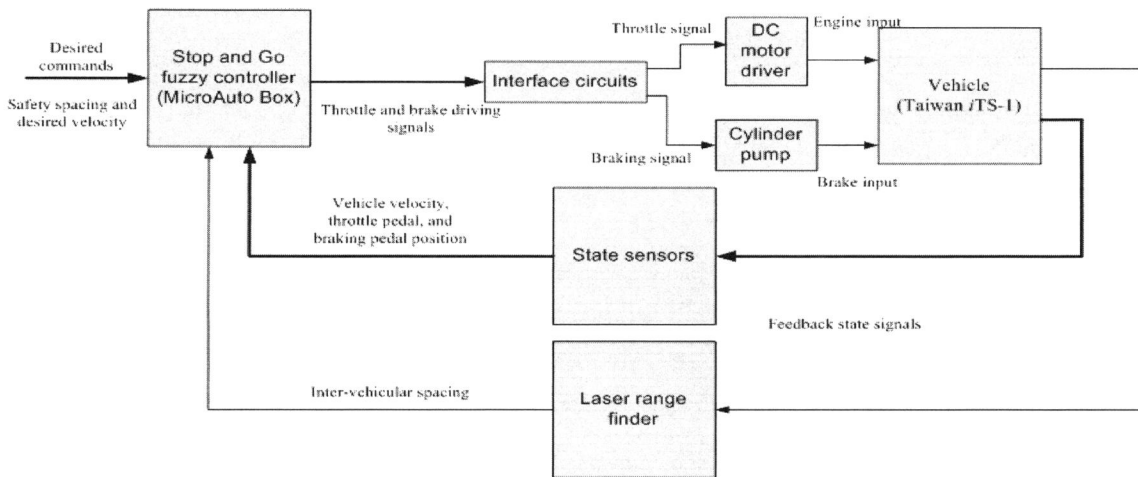 Desired
commands
Safety spacing and
desired velocity
Stop and Go
fuzzy controller
(MicroAuto Box)
Throttle and brake driving
signals
Interface circuits
Throttle signal
DC
motor
driver
Engine input
Braking signal
Cylinder
pump
Brake input
Vehicle
(Taiwan iTS-1)
Vehicle velocity,
throttle pedal, and
braking pedal position
State sensors
Feedback state signals
Inter-vehicular spacing
Laser range
finder